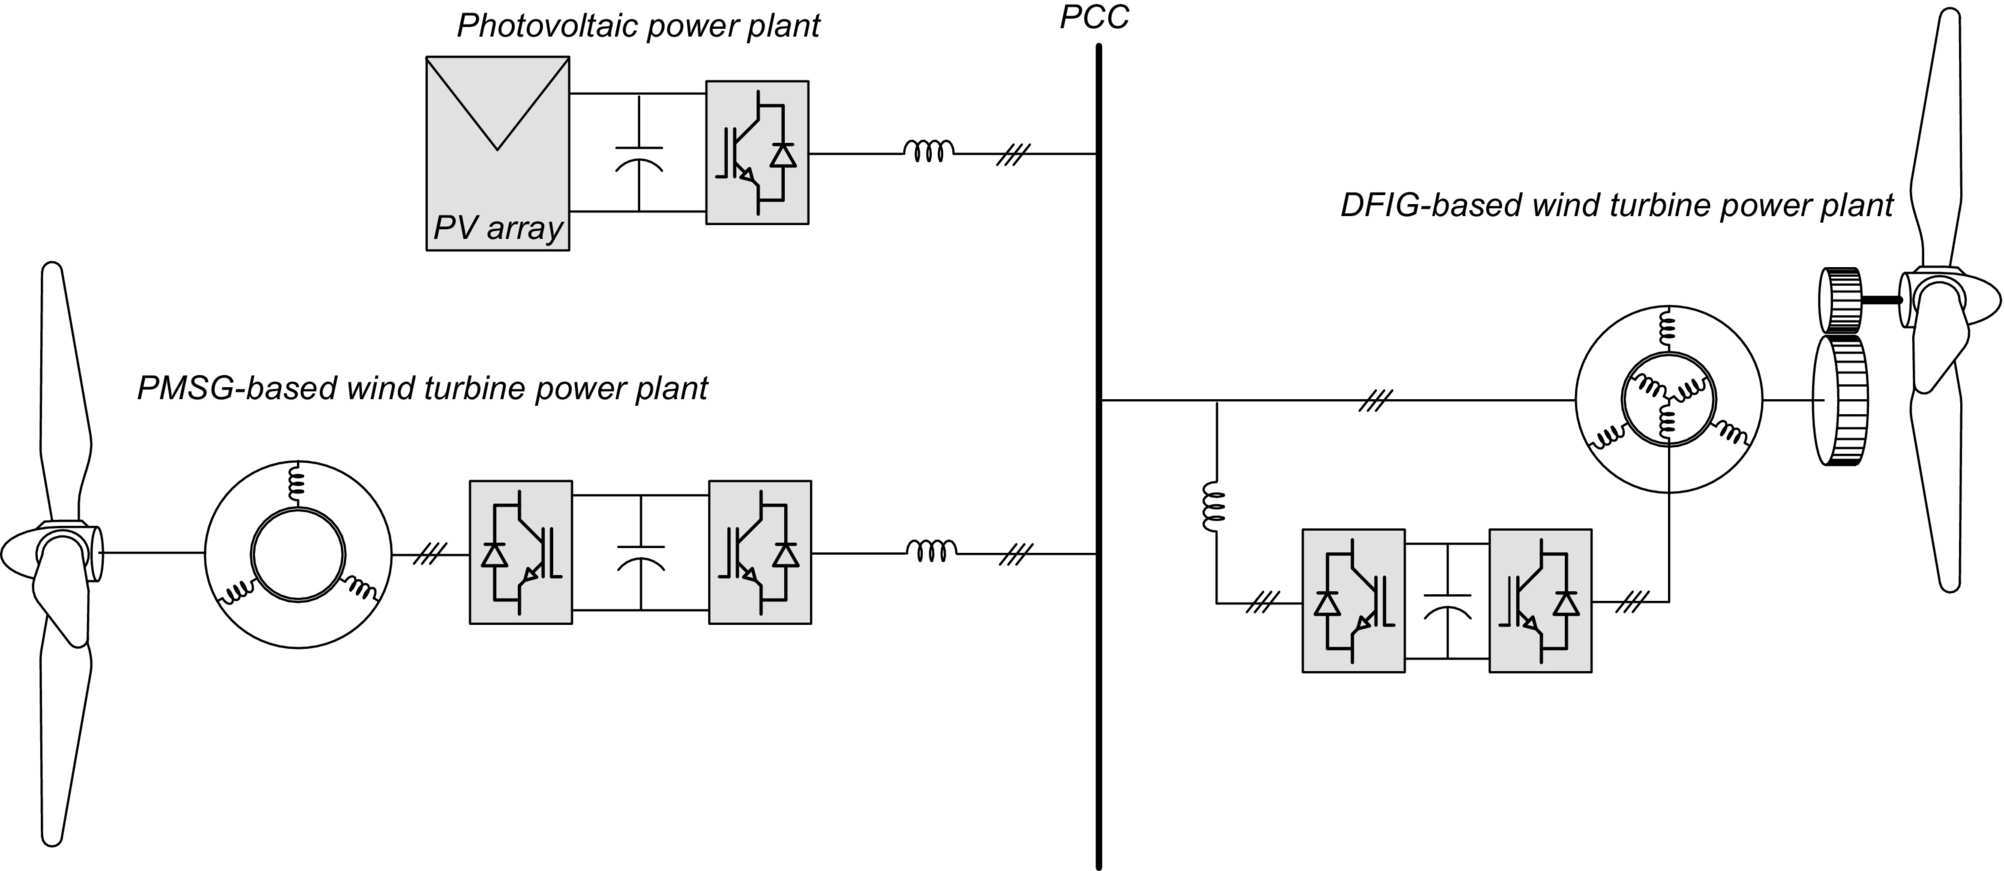 Photovoltaic power plant
PCC
PV array
DFIG-based wind turbine power plant
PMSG-based wind turbine power plant